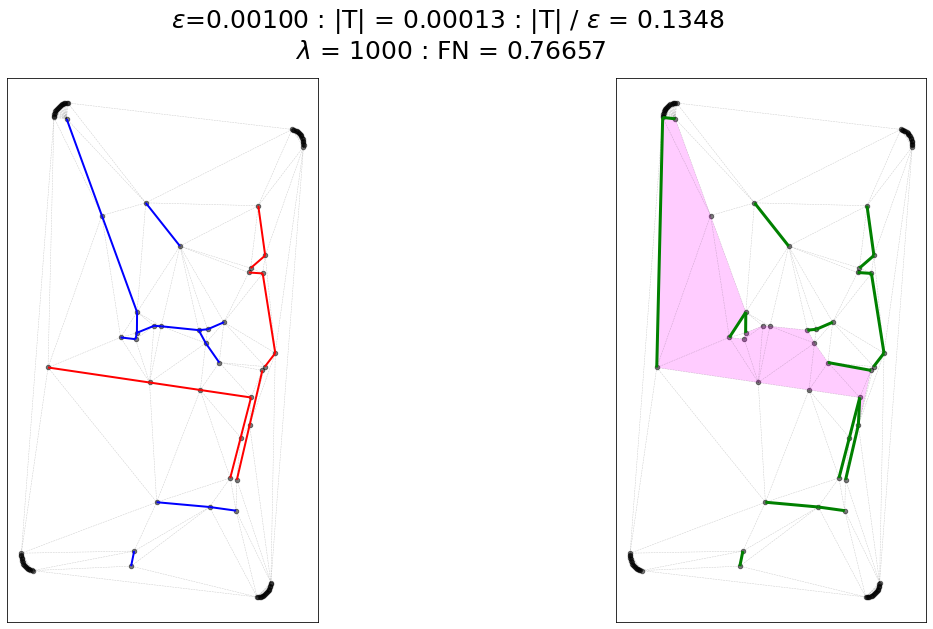 ε=0.00100 : |T| = 0.00013 : |T| / ε = 0.1348
λ = 1000 : FN = 0.76657